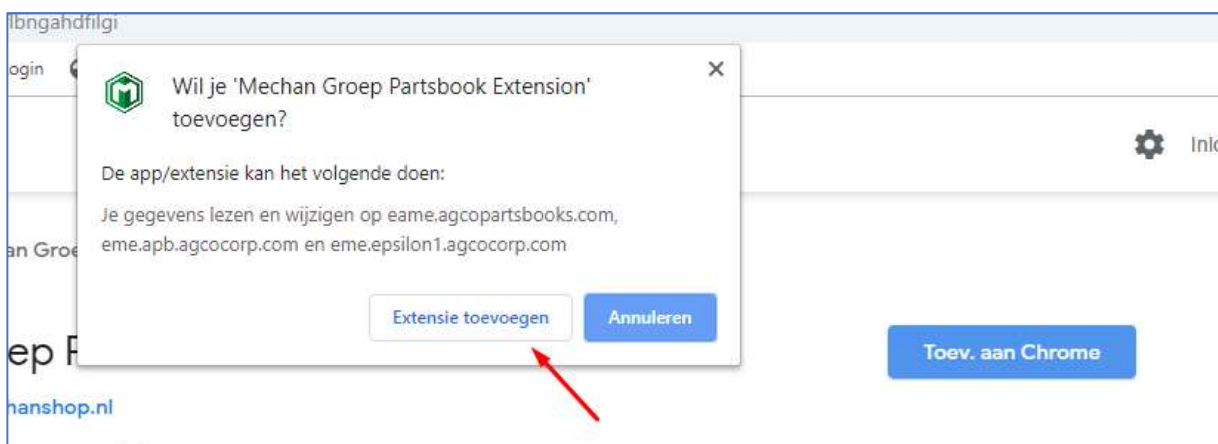 lbngahdfilgi
ogin
Wil je 'Mechan Groep Partsbook Extension'
toevoegen?
Inlo
De app/extensie kan het volgende doen:
Je gegevens lezen en wijzigen op eame.agcopartsbooks.com,
eme.apb.agcocorp.com en eme.epsilon1.agcocorp.com
an Groe
Extensie toevoegen Annuleren
ep P
Toev. aan Chrome
hanshop.nl